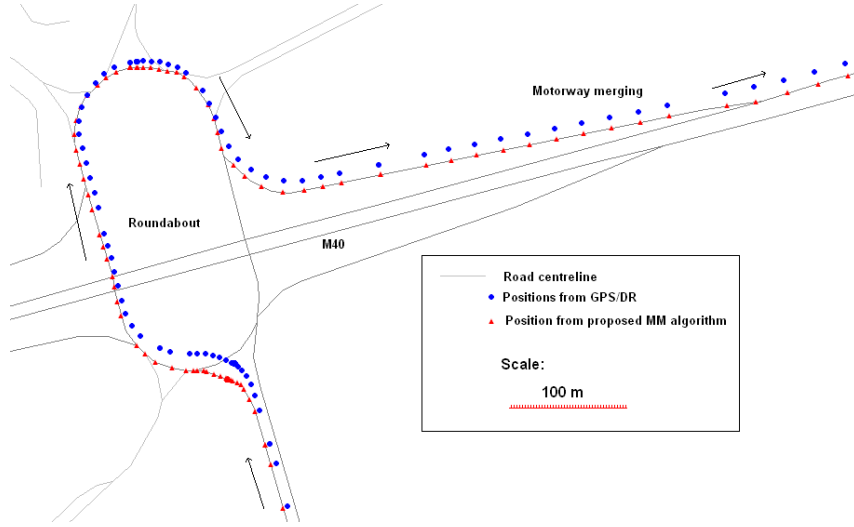 Motorway merging
Roundabout
M40
Road centreline
Positions from GPS/DR
Position from proposed MM algorithm
Scale:
100 m